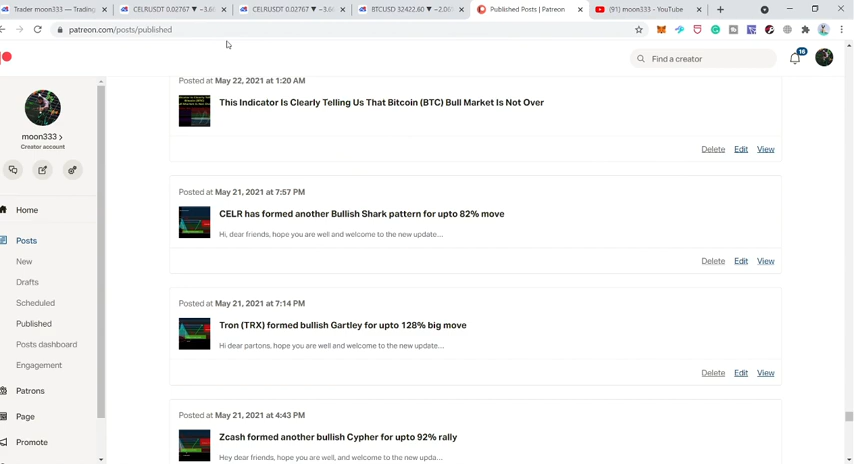 Trader moon333 — Trading
CELRUSDT 0.02767 ▼ −3.6
CELRUSDT 0.02767 ▼ −3.6
BTCUSD 32422.60 ▼ −2.08
Published Posts | Patreon
(91) moon333 - YouTube
patreon.com/posts/published
Find a creator
16
moon333
Creator account
Home
Posts
New
Drafts
Scheduled
Published
Posts dashboard
Engagement
Patrons
Page
Promote
Posted at May 22, 2021 at 1:20 AM
This Indicator Is Clearly Telling Us That Bitcoin (BTC) Bull Market Is Not Over
Delete Edit View
Posted at May 21, 2021 at 7:57 PM
CELR has formed another Bullish Shark pattern for upto 82% move
Hi, dear friends, hope you are well and welcome to the new update…
Delete Edit View
Posted at May 21, 2021 at 7:14 PM
Tron (TRX) formed bullish Gartley for upto 128% big move
Hi dear partons, hope you are well and welcome to the new update…
Delete Edit View
Posted at May 21, 2021 at 4:43 PM
Zcash formed another bullish Cypher for upto 92% rally
Hey dear friends, hope you are well, and welcome to the new upda…